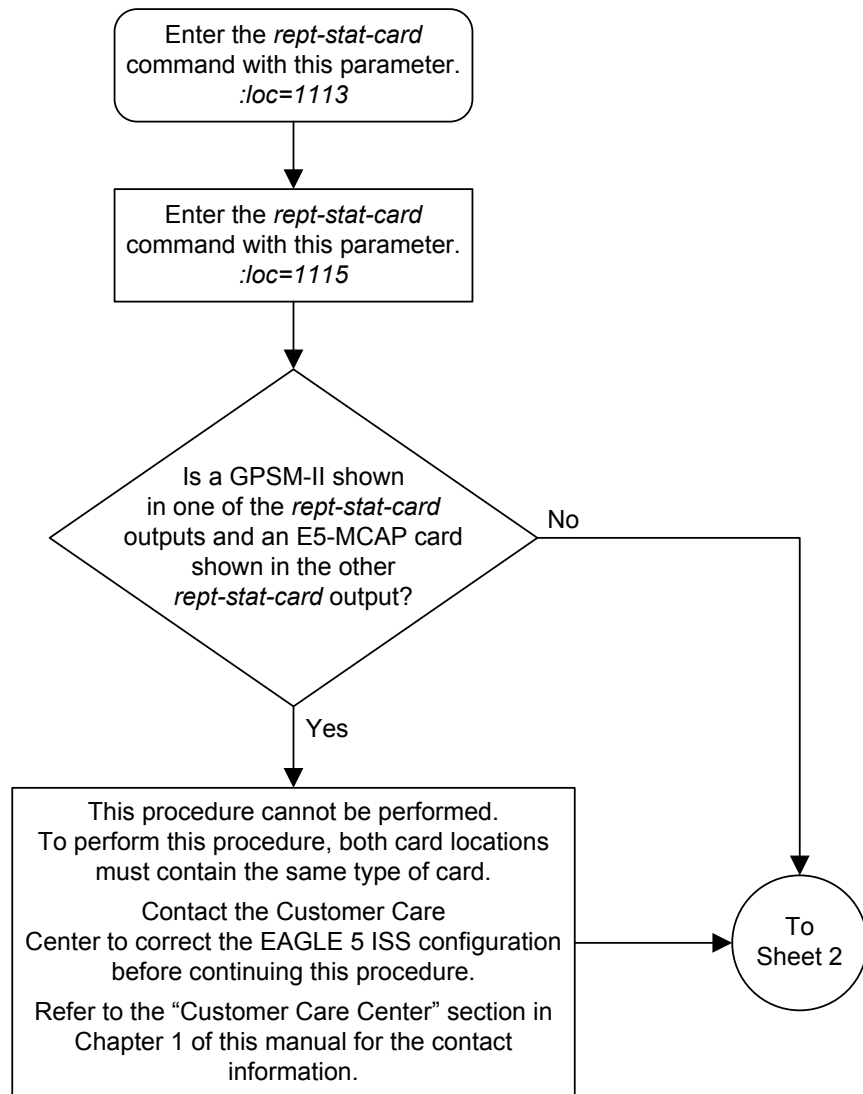 Enter the rept-stat-card
command with this parameter.
:loc=1113
Enter the rept-stat-card
command with this parameter.
:loc=1115
Is a GPSM-II shown
in one of the rept-stat-card
outputs and an E5-MCAP card
shown in the other
rept-stat-card output?
No
Yes
This procedure cannot be performed.
To perform this procedure, both card locations
must contain the same type of card.
Contact the Customer Care
Center to correct the EAGLE 5 ISS configuration
before continuing this procedure.
Refer to the “Customer Care Center” section in
Chapter 1 of this manual for the contact
information.
To
Sheet 2